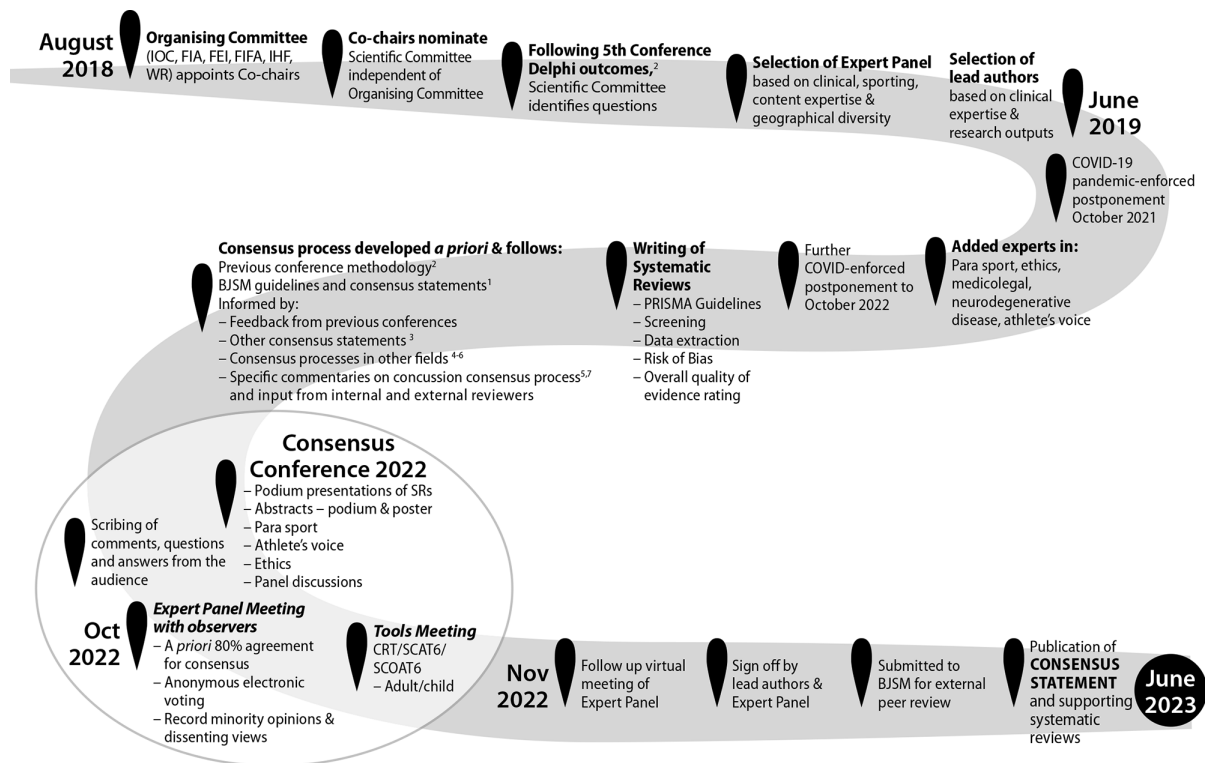 August
2018
Organising Committee
(IOC, FIA, FEI, FIFA, IHF,
WR) appoints Co-chairs
Co-chairs nominate
Scientific Committee
independent of
Organising Committee
Following 5th Conference
Delphi outcomes,²
Scientific Committee
identifies questions
Selection of Expert Panel
based on clinical, sporting,
content expertise &
geographical diversity
Selection of
lead authors
based on clinical
expertise &
research outputs
June
2019
COVID-19
pandemic-enforced
postponement
October 2021
Added experts in:
Para sport, ethics,
medicolegal,
neurodegenerative
disease, athlete's voice
Further
COVID-enforced
postponement to
October 2022
Writing of
Systematic
Reviews
– PRISMA Guidelines
– Screening
– Data extraction
– Risk of Bias
– Overall quality of
evidence rating
Consensus process developed a priori & follows:
Previous conference methodology²
BJSM guidelines and consensus statements¹
Informed by:
– Feedback from previous conferences
– Other consensus statements ³
– Consensus processes in other fields ⁴⁻⁶
– Specific commentaries on concussion consensus process⁵,⁷
and input from internal and external reviewers
Consensus
Conference 2022
– Podium presentations of SRs
– Abstracts – podium & poster
– Para sport
– Athlete's voice
– Ethics
– Panel discussions
Scribing of
comments, questions
and answers from the
audience
Oct
2022
Expert Panel Meeting
with observers
– A priori 80% agreement
for consensus
– Anonymous electronic
voting
– Record minority opinions &
dissenting views
Tools Meeting
CRT/SCAT6/
SCOAT6
– Adult/child
Nov
2022
Follow up virtual
meeting of
Expert Panel
Sign off by
lead authors &
Expert Panel
Submitted to
BJSM for external
peer review
Publication of
CONSENSUS
STATEMENT
and supporting
systematic
reviews
June
2023